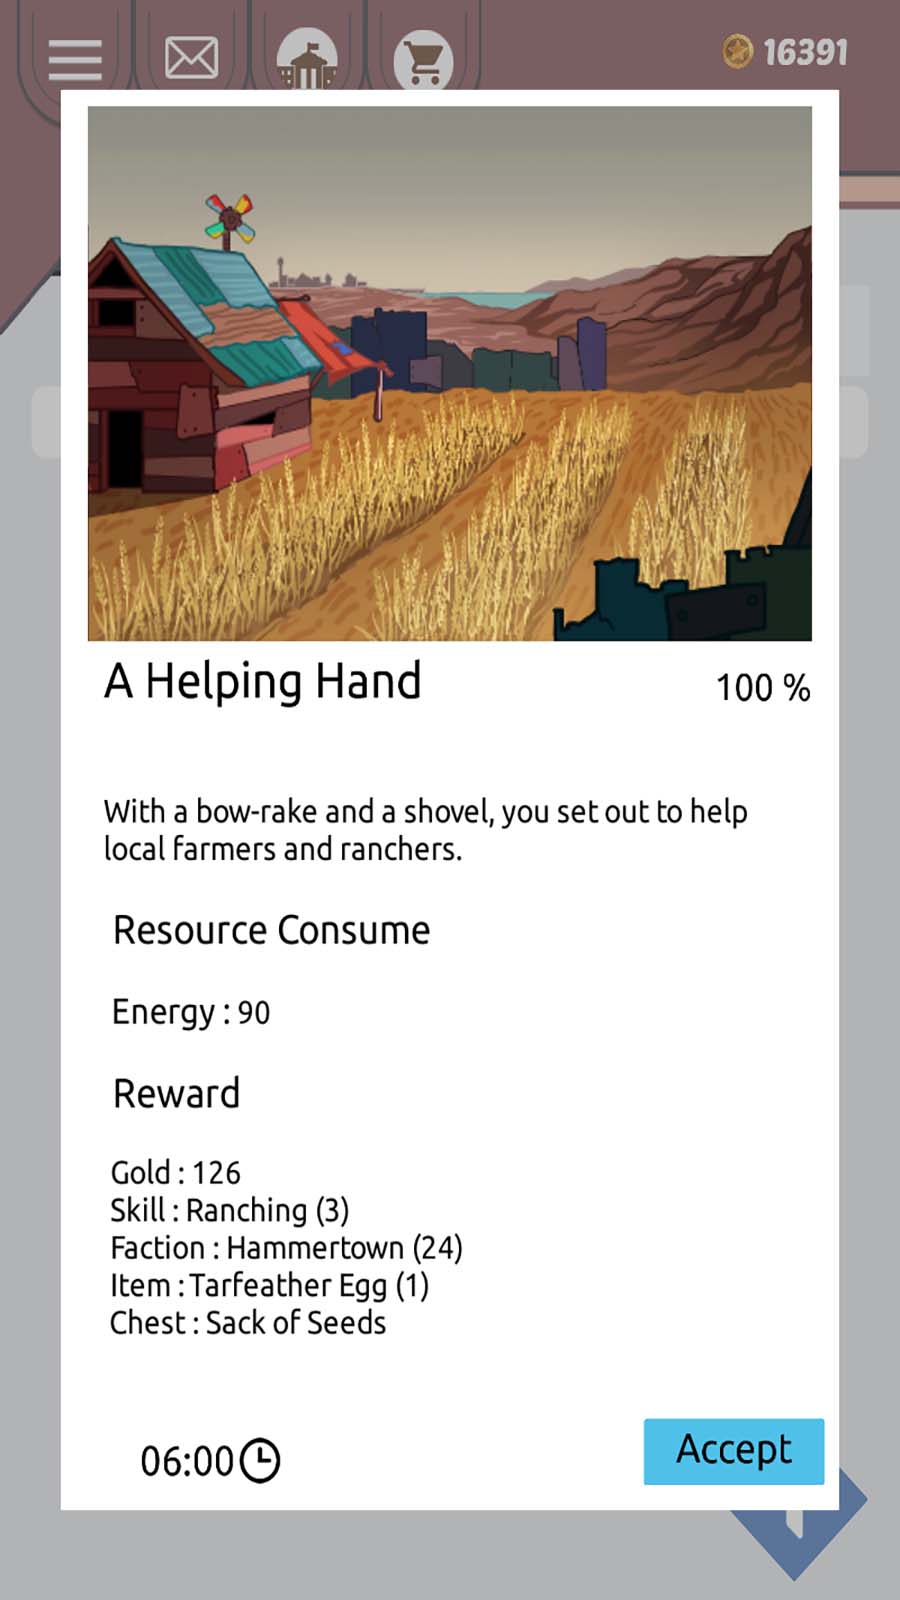 16391
A Helping Hand
100 %
With a bow-rake and a shovel, you set out to help
local farmers and ranchers.
Resource Consume
Energy : 90
Reward
Gold : 126
Skill : Ranching (3)
Faction : Hammertown (24)
Item : Tarfeather Egg (1)
Chest : Sack of Seeds
06:00
Accept